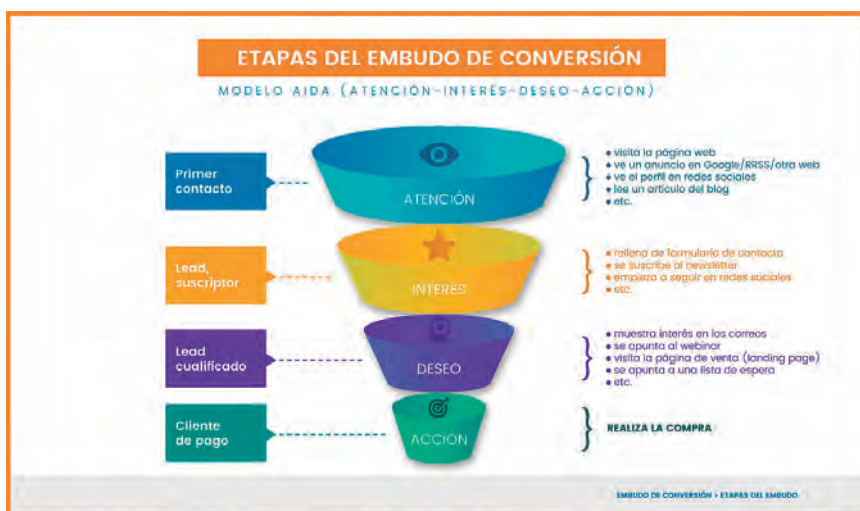 ETAPAS DEL EMBUDO DE CONVERSIÓN
MODELO AIDA (ATENCIÓN-INTERÉS-DESEO-ACCIÓN)
Primer
contacto
ATENCIÓN
• visita la página web
• ve un anuncio en Google/RRSS/otra web
• ve el perfil en redes sociales
• lee un artículo del blog
• etc.
Lead,
suscriptor
INTERÉS
• rellena de formulario de contacto
• se suscribe al newsletter
• empieza a seguir en redes sociales
• etc.
Lead
cualificado
DESEO
• muestra interés en los correos
• se apunta al webinar
• visita la página de venta (landing page)
• se apunta a una lista de espera
• etc.
Cliente
de pago
ACCIÓN
REALIZA LA COMPRA
EMBUDO DE CONVERSIÓN > ETAPAS DEL EMBUDO